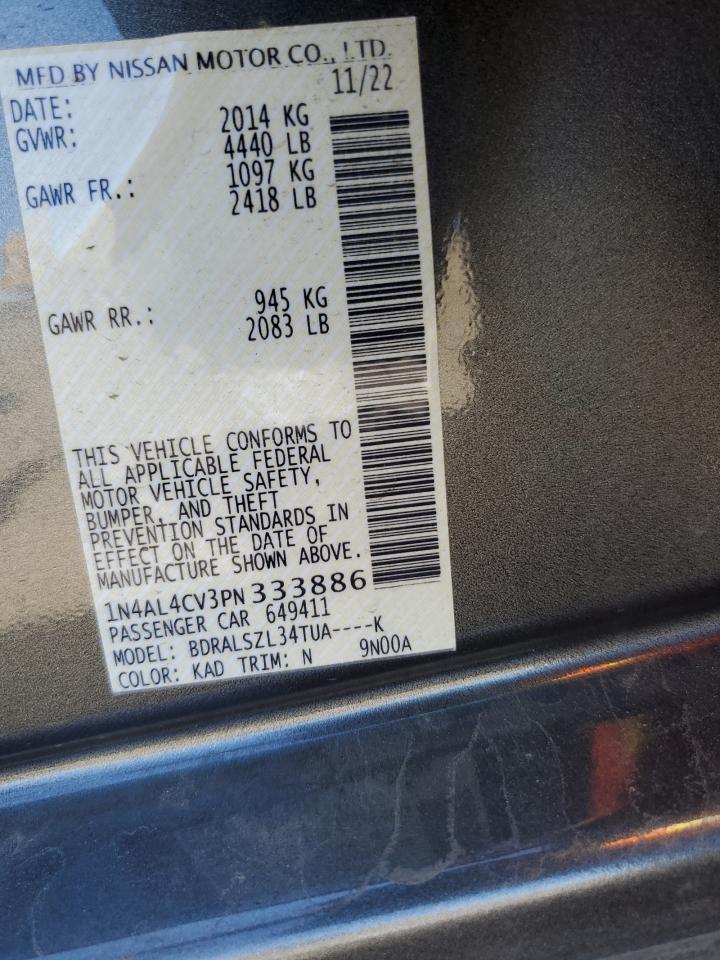 MFD BY NISSAN MOTOR CO., LTD.
DATE: 11/22
GVWR: 2014 KG
4440 LB
GAWR FR.: 1097 KG
2418 LB
GAWR RR.: 945 KG
2083 LB
THIS VEHICLE CONFORMS TO
ALL APPLICABLE FEDERAL
MOTOR VEHICLE SAFETY,
BUMPER, AND THEFT
PREVENTION STANDARDS IN
EFFECT ON THE DATE OF
MANUFACTURE SHOWN ABOVE.
1N4AL4CV3PN333886
PASSENGER CAR 649411
MODEL: BDRALSZL34TUA----K
COLOR: KAD TRIM: N 9N00A